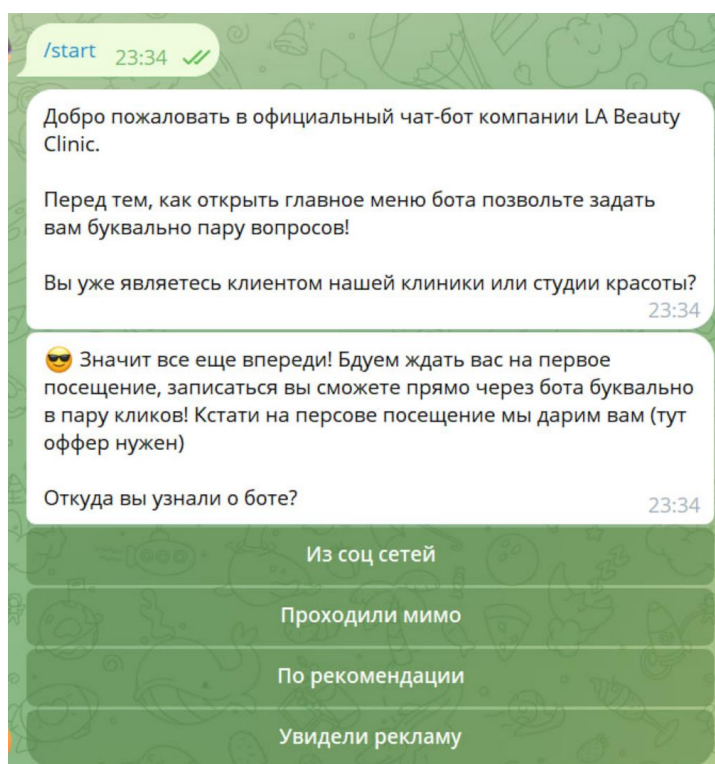 /start 23:34
Добро пожаловать в официальный чат-бот компании LA Beauty
Clinic.
Перед тем, как открыть главное меню бота позвольте задать
вам буквально пару вопросов!
Вы уже являетесь клиентом нашей клиники или студии красоты?
23:34
😎 Значит все еще впереди! Бдуем ждать вас на первое
посещение, записаться вы сможете прямо через бота буквально
в пару кликов! Кстати на персове посещение мы дарим вам (тут
оффер нужен)
Откуда вы узнали о боте?
23:34
Из соц сетей
Проходили мимо
По рекомендации
Увидели рекламу